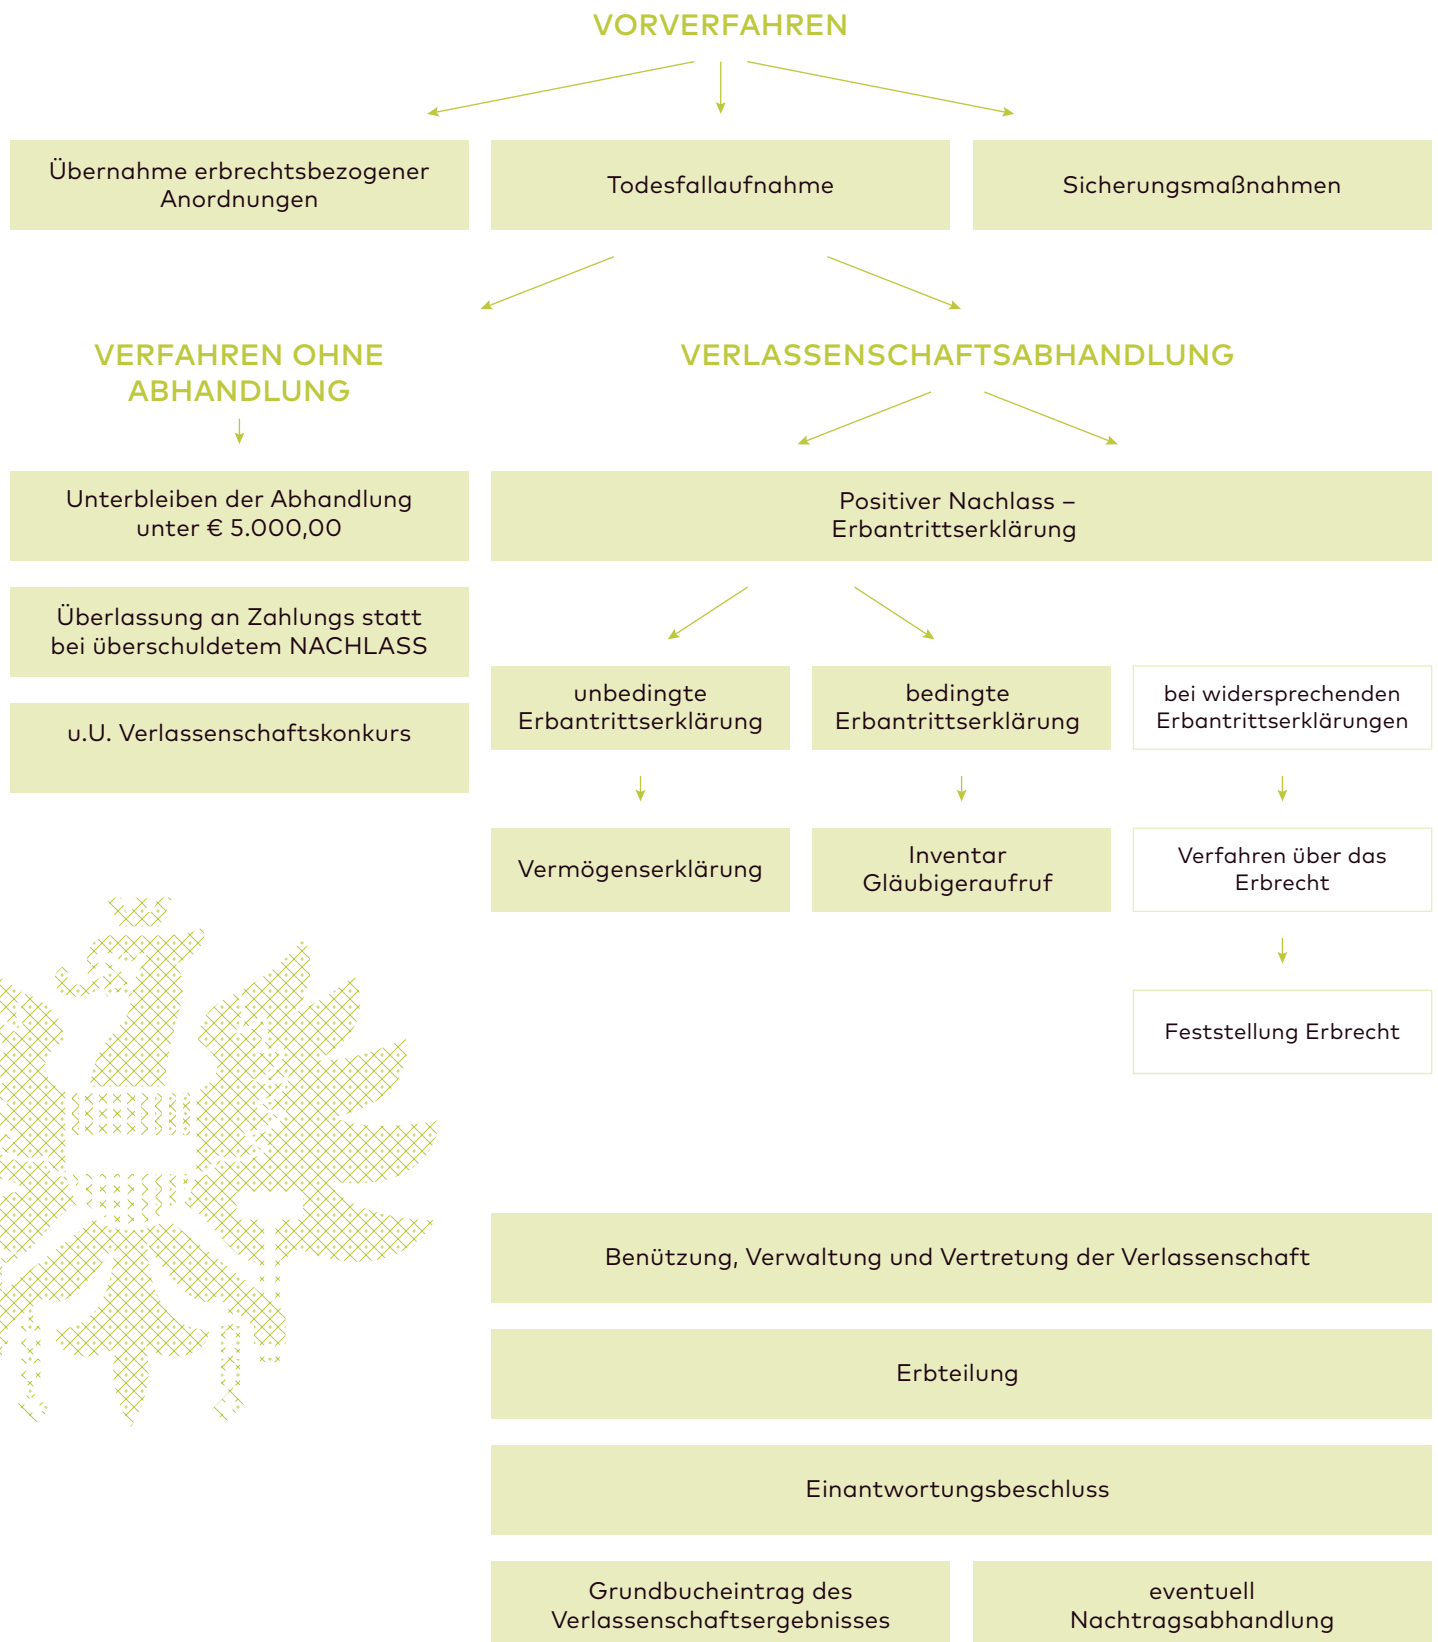 VORVERFAHREN
Übernahme erbrechtsbezogener
Anordnungen
Todesfallaufnahme
Sicherungsmaßnahmen
VERFAHREN OHNE
ABHANDLUNG
Unterbleiben der Abhandlung
unter € 5.000,00
Überlassung an Zahlungs statt
bei überschuldetem NACHLASS
u.U. Verlassenschaftskonkurs
VERLASSENSCHAFTSABHANDLUNG
Positiver Nachlass –
Erbantrittserklärung
unbedingte
Erbantrittserklärung
bedingte
Erbantrittserklärung
bei widersprechenden
Erbantrittserklärungen
Vermögenserklärung
Inventar
Gläubigeraufruf
Verfahren über das
Erbrecht
Feststellung Erbrecht
Benützung, Verwaltung und Vertretung der Verlassenschaft
Erbteilung
Einantwortungsbeschluss
Grundbucheintrag des
Verlassenschaftsergebnisses
eventuell
Nachtragsabhandlung